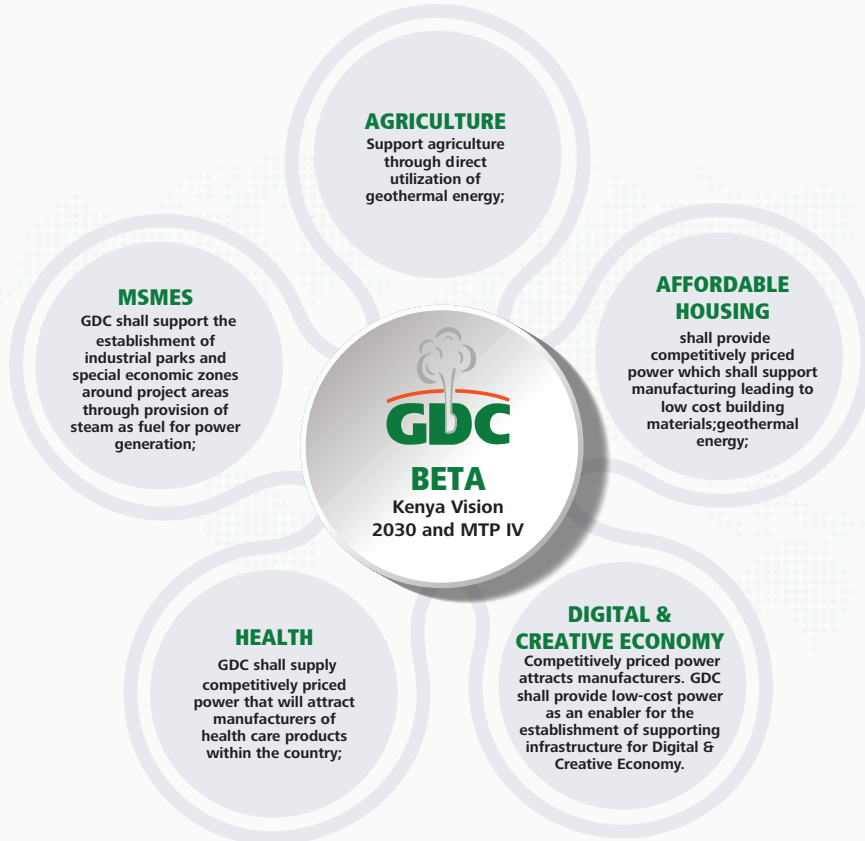 AGRICULTURE
Support agriculture
through direct
utilization of
geothermal energy;
AFFORDABLE
HOUSING
shall provide
competitively priced
power which shall support
manufacturing leading to
low cost building
materials;geothermal
energy;
MSMES
GDC shall support the
establishment of
industrial parks and
special economic zones
around project areas
through provision of
steam as fuel for power
generation;
GDC
BETA
Kenya Vision
2030 and MTP IV
DIGITAL &
CREATIVE ECONOMY
Competitively priced power
attracts manufacturers. GDC
shall provide low-cost power
as an enabler for the
establishment of supporting
infrastructure for Digital &
Creative Economy.
HEALTH
GDC shall supply
competitively priced
power that will attract
manufacturers of
health care products
within the country;